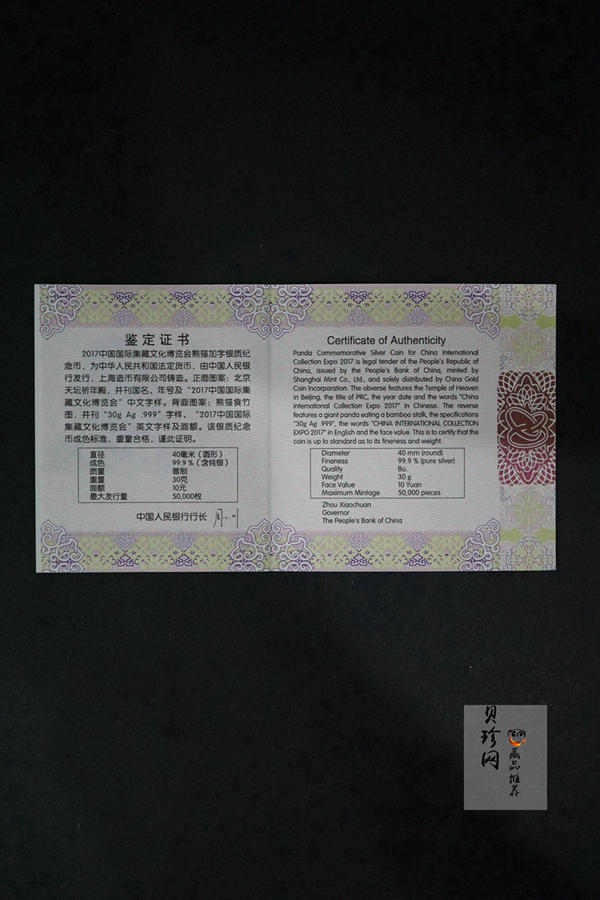 鉴定证书
2017中国国际集藏文化博览会熊猫加字银质纪
念币，为中华人民共和国法定货币，由中国人民银
行发行，上海造币有限公司铸造。正面图案：北京
天坛祈年殿，并刊国名、年号及“2017中国国际集
藏文化博览会”中文字样。背面图案：熊猫食竹
图，并刊“30g Ag .999”字样、“2017中国国际
集藏文化博览会”英文字样及面额。该银质纪念
币成色标准，重量合格，谨此证明。
直径 40毫米（圆形）
成色 99.9％（含纯银）
质量 普制
重量 30克
面额 10元
最大发行量 50,000枚
中国人民银行行长
Certificate of Authenticity
Panda Commemorative Silver Coin for China International
Collection Expo 2017 is legal tender of the People's Republic of
China, issued by the People's Bank of China, minted by
Shanghai Mint Co., Ltd., and solely distributed by China Gold
Coin Incorporation. The obverse features the Temple of Heaven
in Beijing, the title of PRC, the year date and the words "China
International Collection Expo 2017" in Chinese. The reverse
features a giant panda eating a bamboo stalk, the specifications
"30g Ag .999", the words "CHINA INTERNATIONAL COLLECTION
EXPO 2017" in English and the face value. This is to certify that the
coin is up to standard as to its fineness and weight.
Diameter 40 mm (round)
Fineness 99.9 % (pure silver)
Quality Bu.
Weight 30 g
Face Value 10 Yuan
Maximum Mintage 50,000 pieces
Zhou Xiaochuan
Governor
The People's Bank of China
贝珍网
藏品推荐